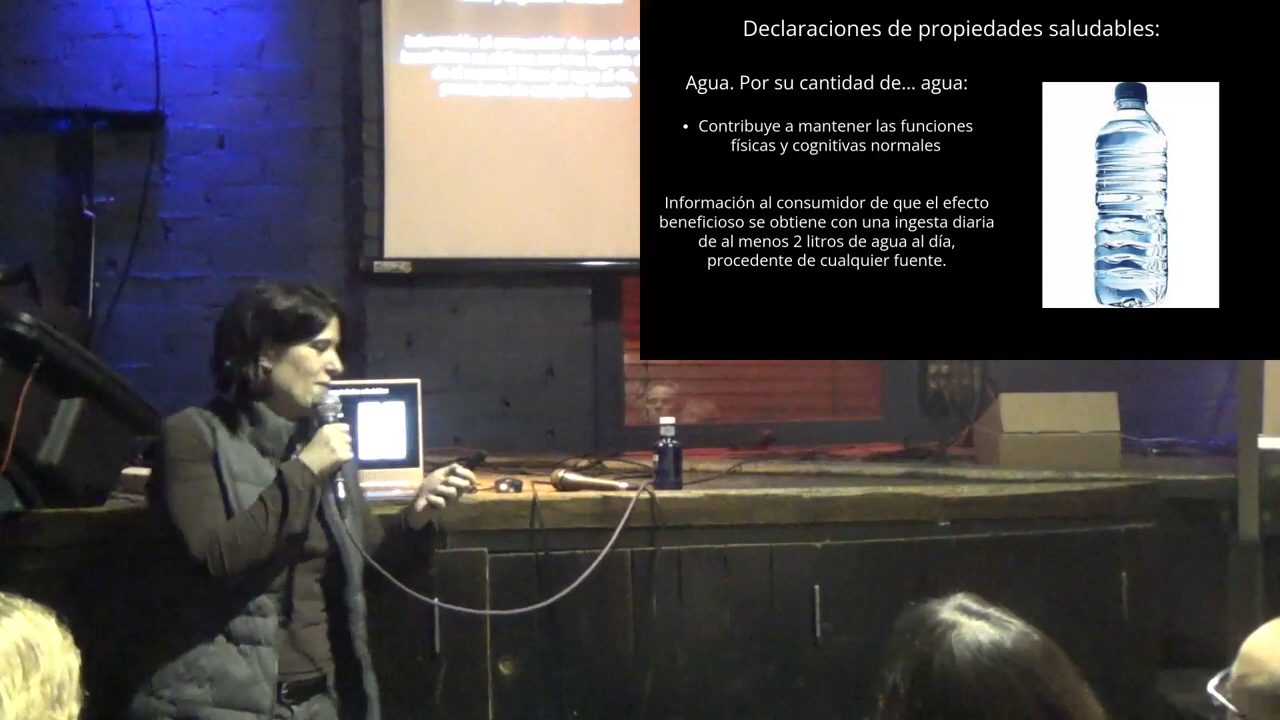 Declaraciones de propiedades saludables:
Agua. Por su cantidad de... agua:
• Contribuye a mantener las funciones
físicas y cognitivas normales
Información al consumidor de que el efecto
beneficioso se obtiene con una ingesta diaria
de al menos 2 litros de agua al día,
procedente de cualquier fuente.